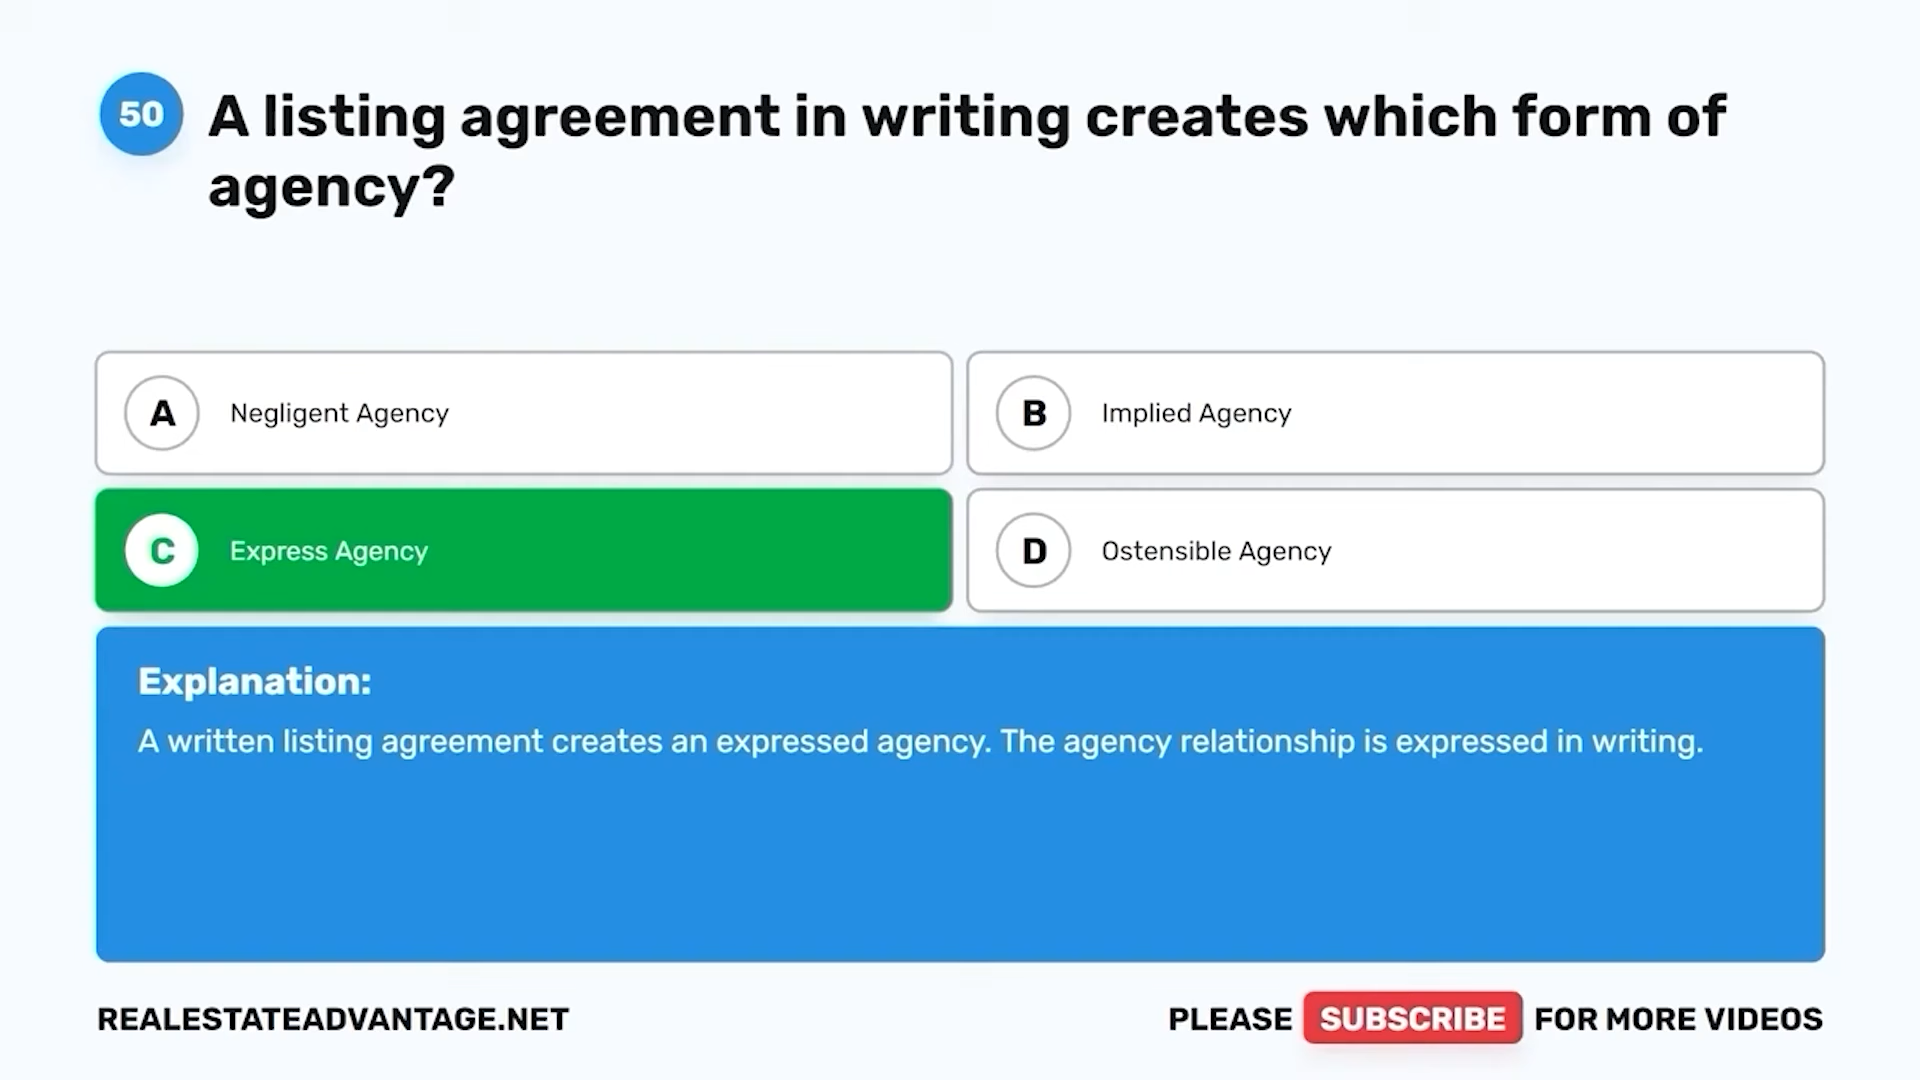 50
A listing agreement in writing creates which form of
agency?
A
Negligent Agency
B
Implied Agency
C
Express Agency
D
Ostensible Agency
Explanation:
A written listing agreement creates an expressed agency. The agency relationship is expressed in writing.
REALESTATEADVANTAGE.NET
PLEASE SUBSCRIBE FOR MORE VIDEOS